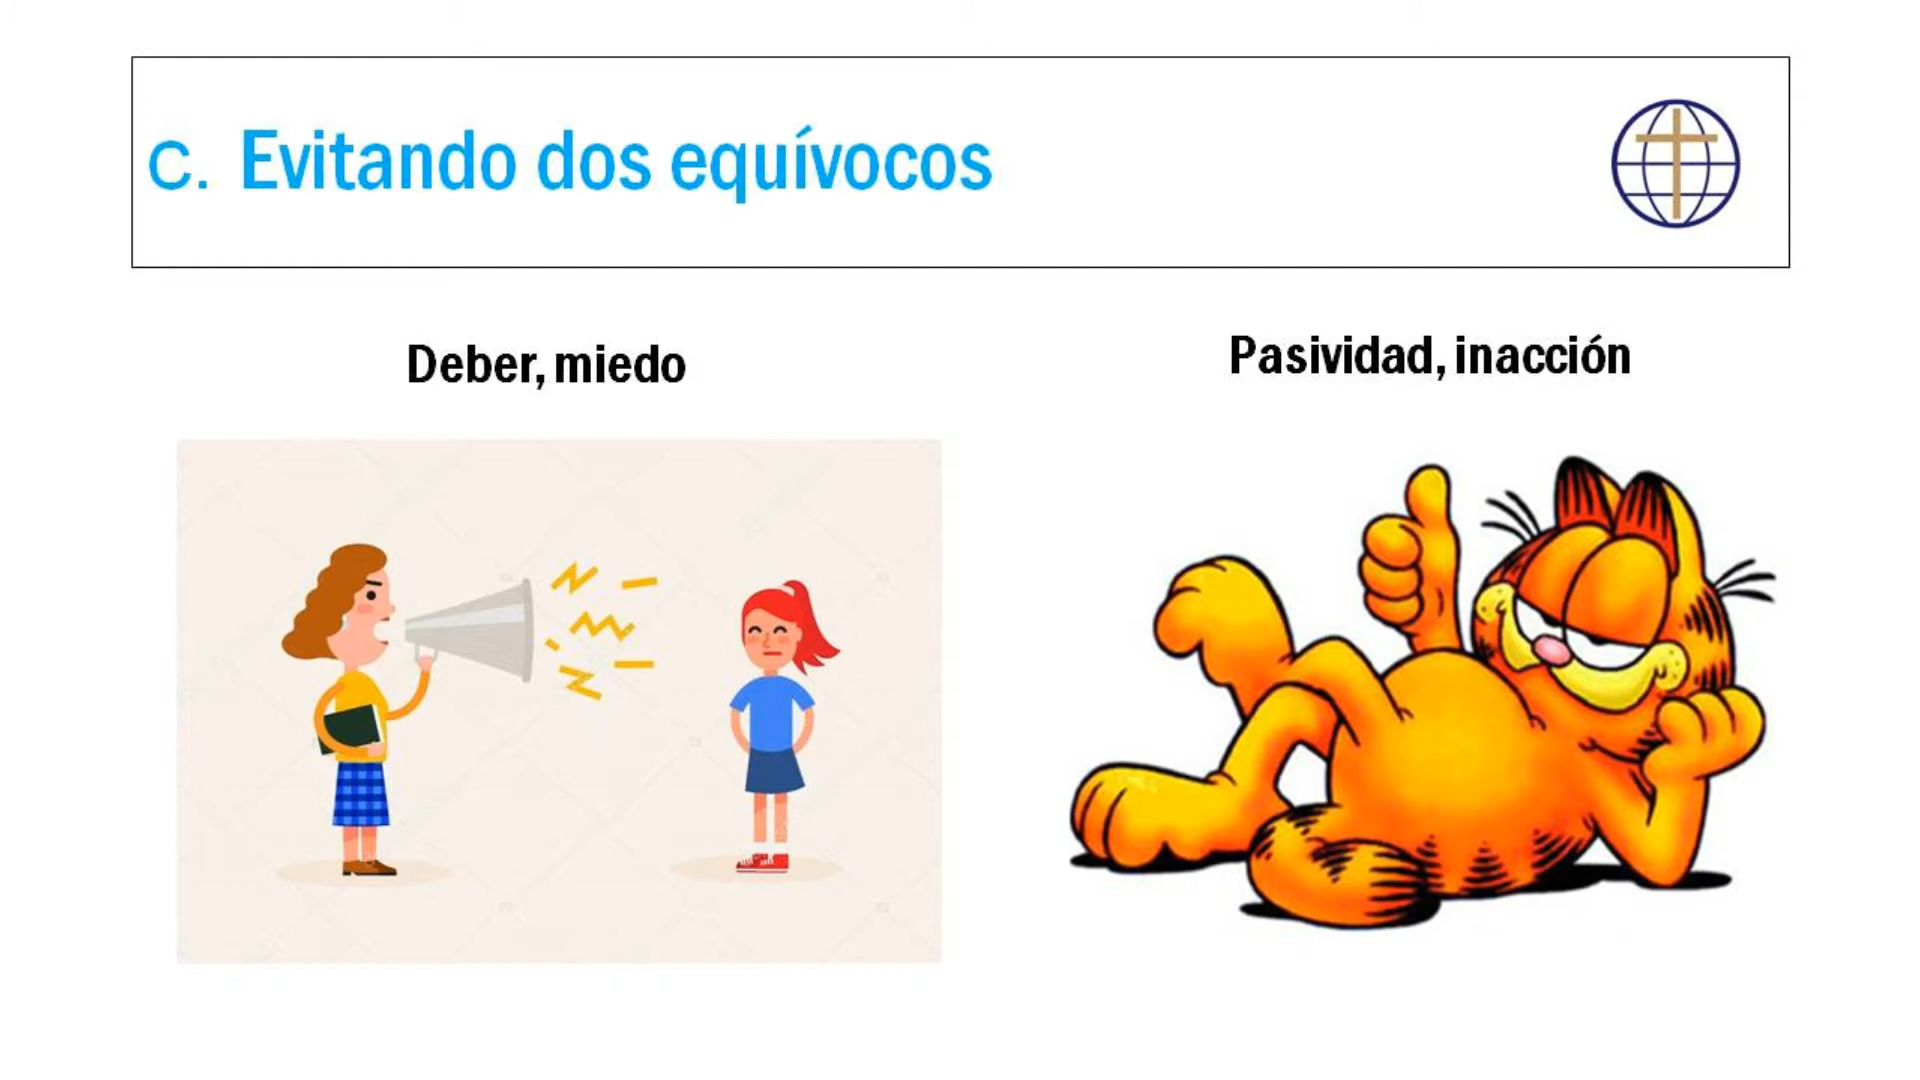 c. Evitando dos equívocos
Deber, miedo
Pasividad, inacción